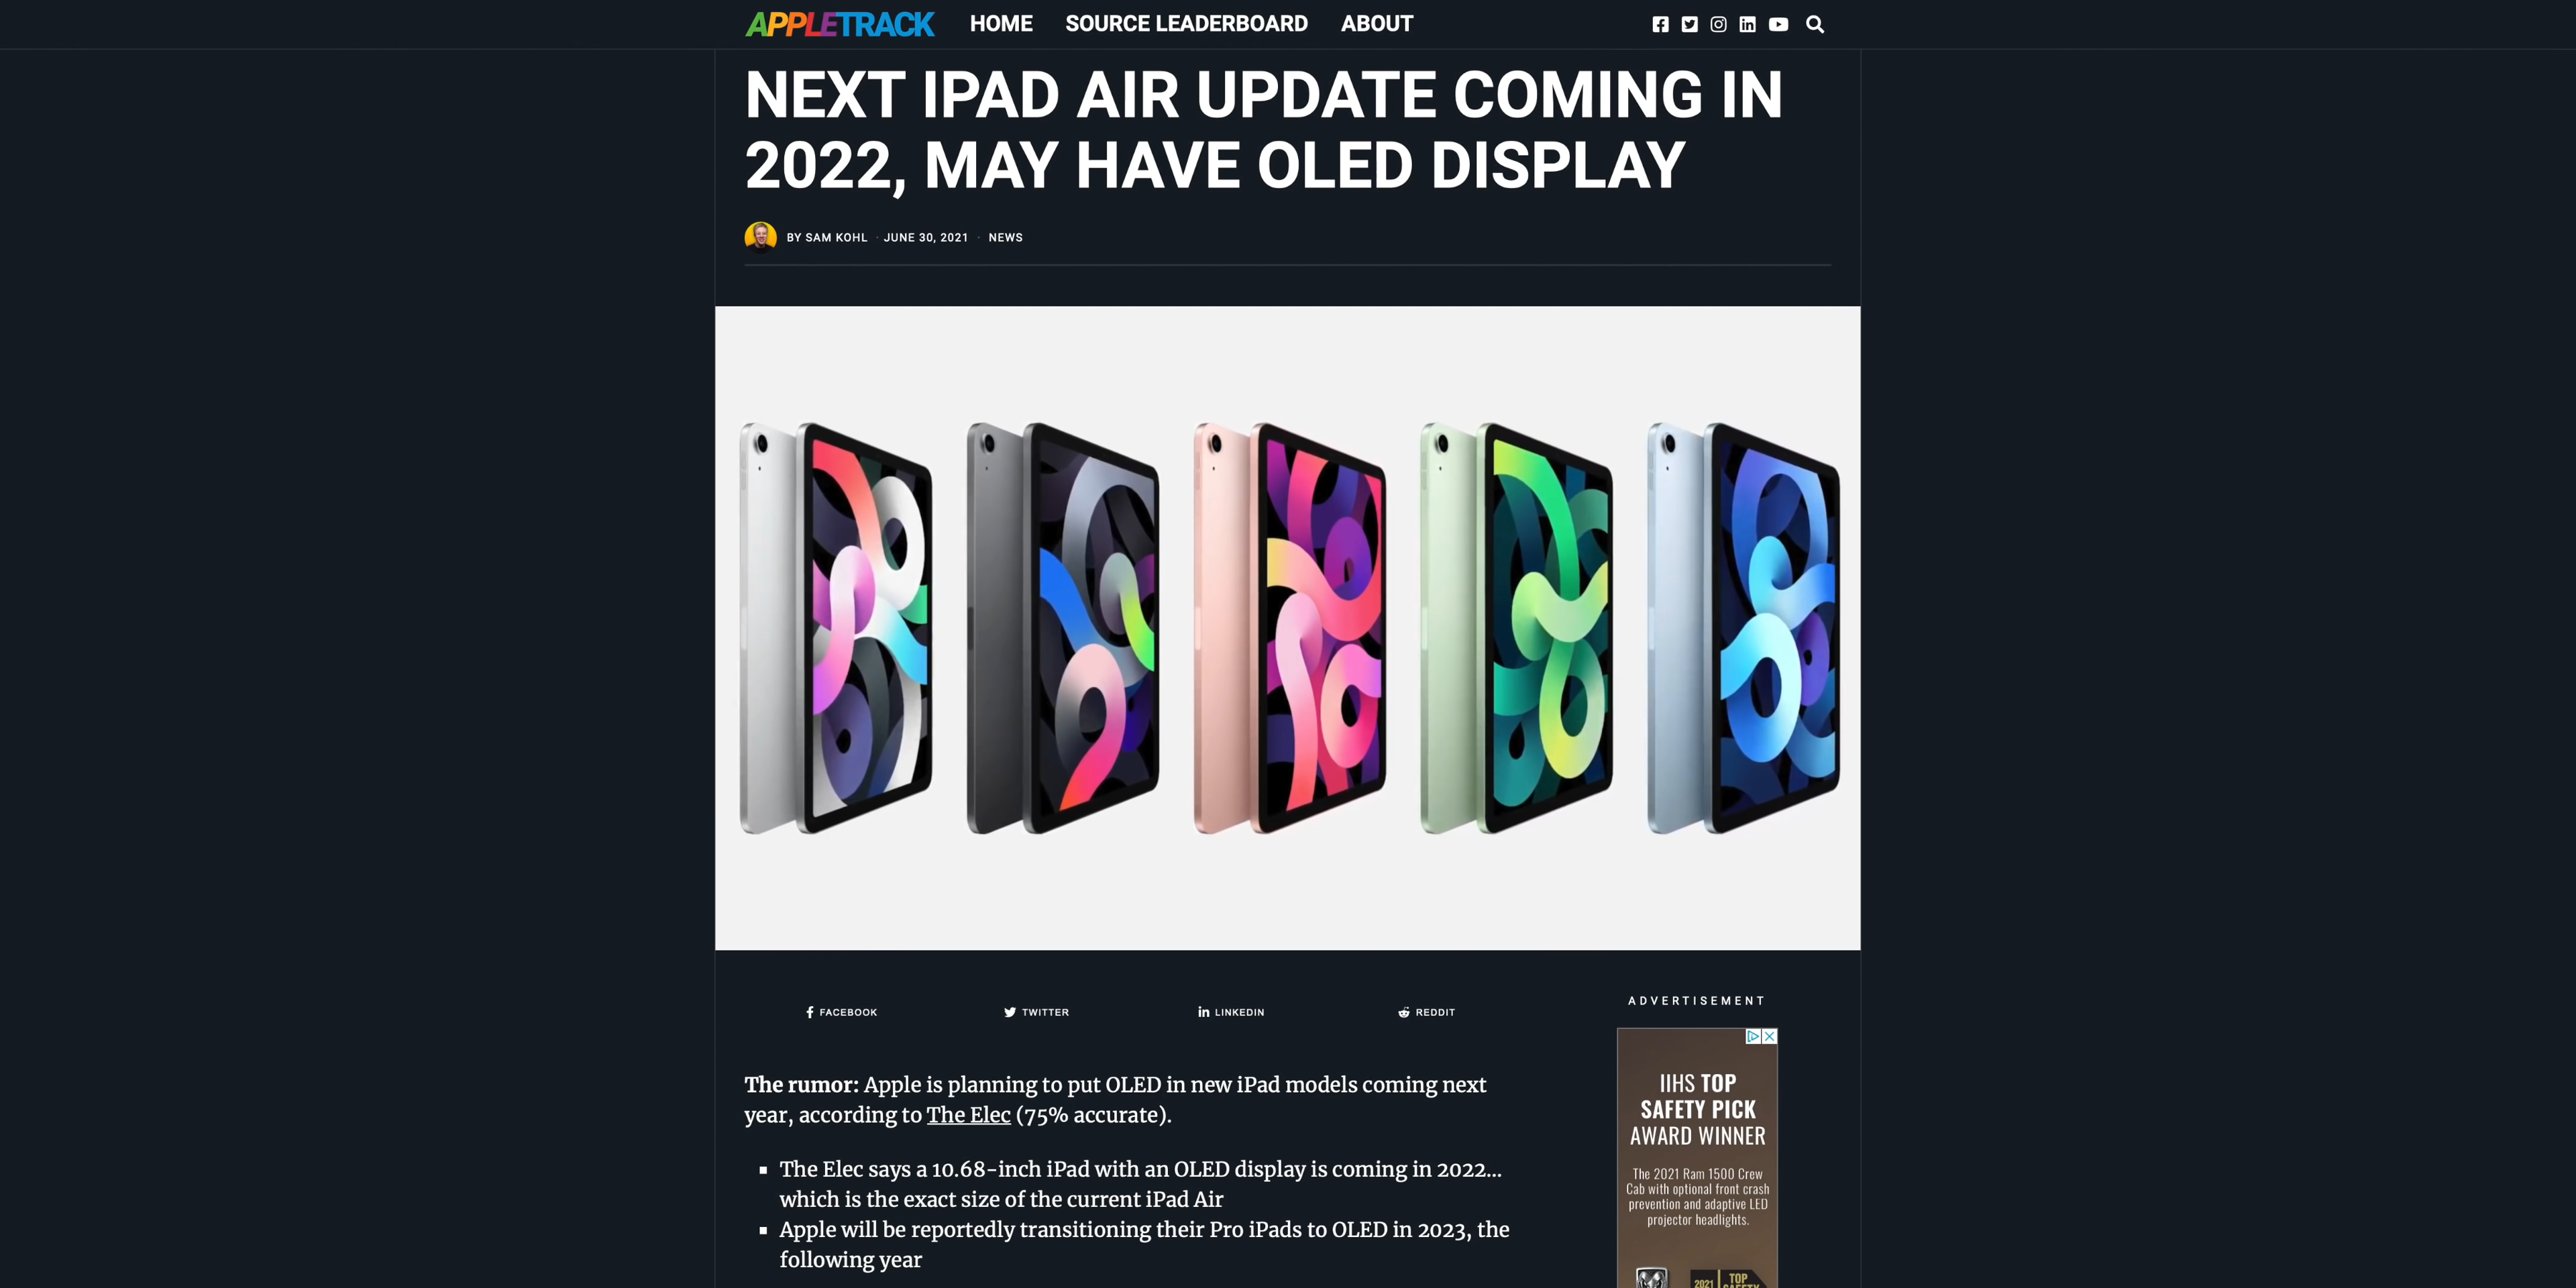 APPLETRACK HOME SOURCE LEADERBOARD ABOUT
NEXT IPAD AIR UPDATE COMING IN
2022, MAY HAVE OLED DISPLAY
BY SAM KOHL · JUNE 30, 2021 · NEWS
FACEBOOK TWITTER LINKEDIN REDDIT
The rumor: Apple is planning to put OLED in new iPad models coming next
year, according to The Elec (75% accurate).
▪ The Elec says a 10.68-inch iPad with an OLED display is coming in 2022...
which is the exact size of the current iPad Air
▪ Apple will be reportedly transitioning their Pro iPads to OLED in 2023, the
following year
ADVERTISEMENT
IIHS TOP
SAFETY PICK
AWARD WINNER
The 2021 Ram 1500 Crew
Cab with optional front crash
prevention and adaptive LED
projector headlights.
2021 TOP
SAFETY